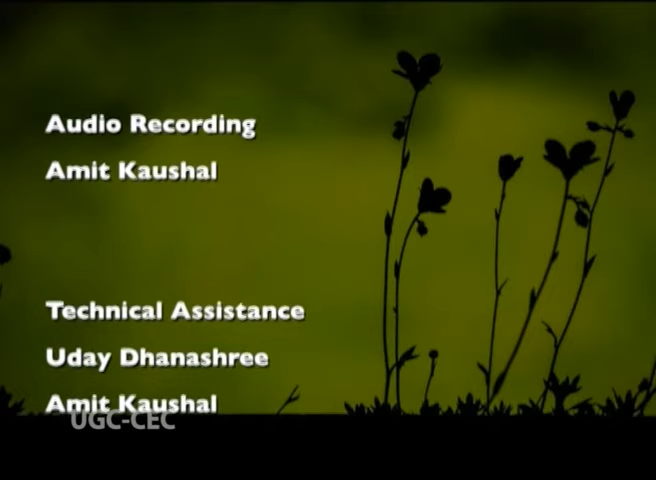 Audio Recording
Amit Kaushal
Technical Assistance
Uday Dhanashree
Amit Kaushal
UGC-CEC